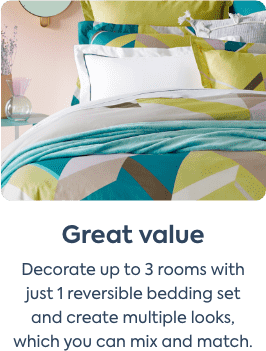 Great value
Decorate up to 3 rooms with
just 1 reversible bedding set
and create multiple looks,
which you can mix and match.